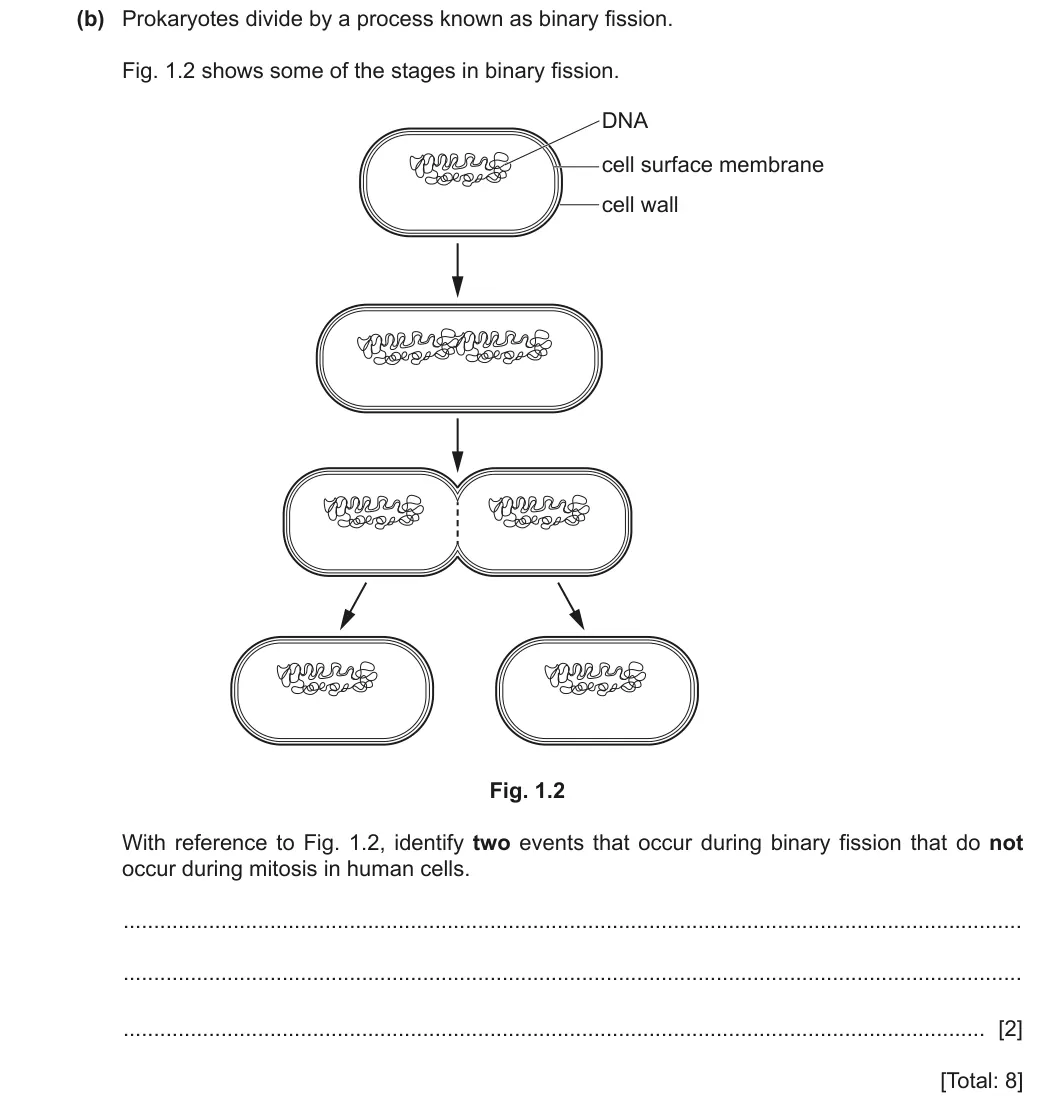 (b) Prokaryotes divide by a process known as binary fission.
Fig. 1.2 shows some of the stages in binary fission.
DNA
cell surface membrane
cell wall
Fig. 1.2
With reference to Fig. 1.2, identify two events that occur during binary fission that do not
occur during mitosis in human cells.
[2]
[Total: 8]